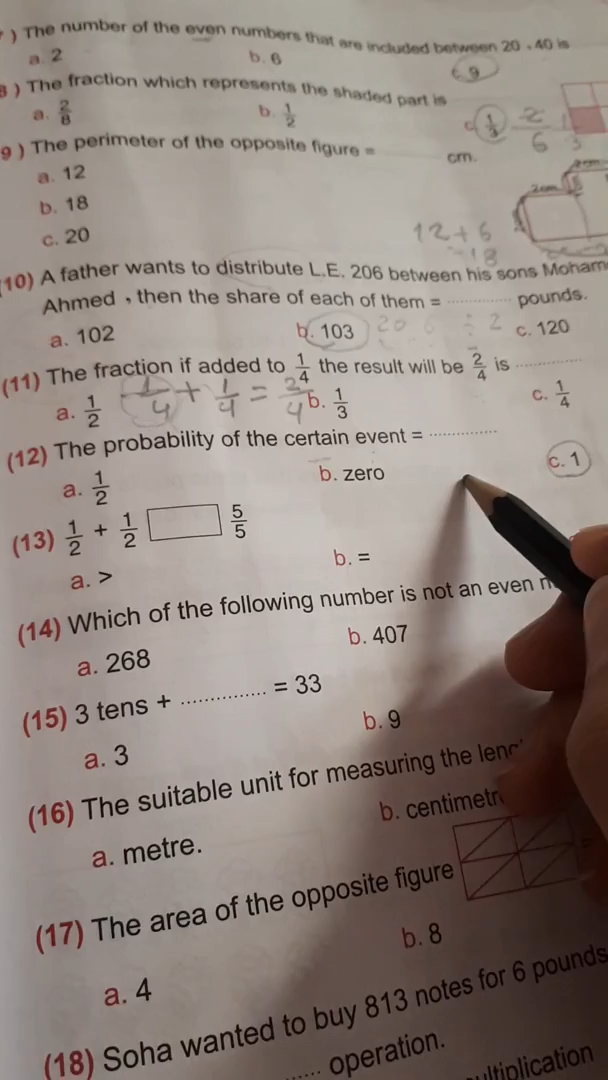 ) The number of the even numbers that are included between 20 , 40 is
a. 2 b. 6 c. 9
8 ) The fraction which represents the shaded part is
a. 2/8 b. 1/2 c. 1/3 2/6
9 ) The perimeter of the opposite figure = cm.
a. 12
b. 18
c. 20
12 + 6
18
(10) A father wants to distribute L.E. 206 between his sons Moham
Ahmed , then the share of each of them = ............... pounds.
a. 102 b. 103 206 ÷ 2 c. 120
(11) The fraction if added to 1/4 the result will be 2/4 is ...............
a. 1/2 1/4 + 1/4 = 2/4 b. 1/3 c. 1/4
(12) The probability of the certain event = ...............
a. 1/2 b. zero c. 1
(13) 1/2 + 1/2 □ 5/5
a. > b. =
(14) Which of the following number is not an even n
a. 268 b. 407
(15) 3 tens + ............... = 33
a. 3 b. 9
(16) The suitable unit for measuring the leng
a. metre. b. centimetr
(17) The area of the opposite figure
a. 4 b. 8
(18) Soha wanted to buy 813 notes for 6 pounds
..... operation.
ultiplication